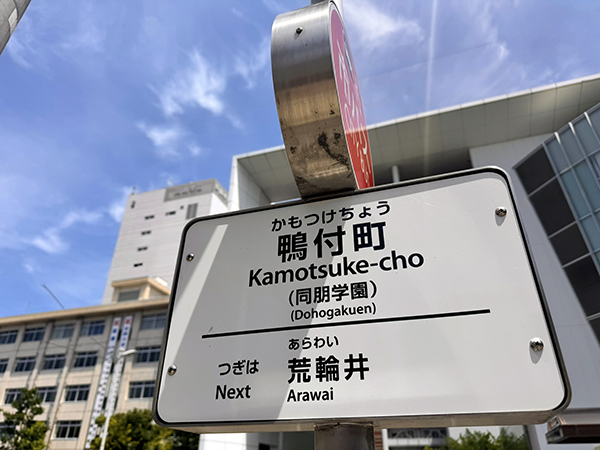 かもつけちょう
鴨付町
Kamotsuke-cho
(同朋学園)
(Dohogakuen)
あらわい
つぎは 荒輪井
Next Arawai